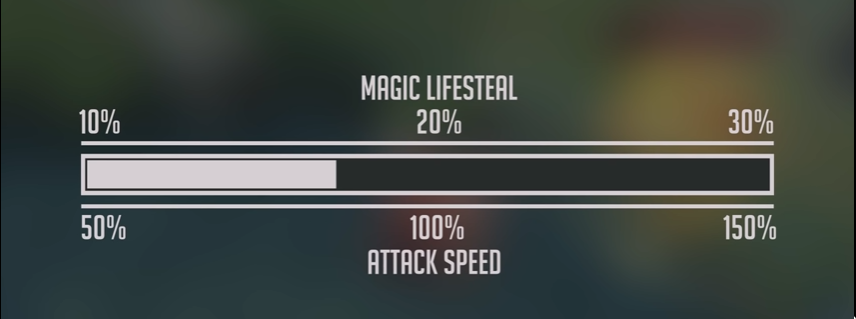 MAGIC LIFESTEAL
10% 20% 30%
50% 100% 150%
ATTACK SPEED